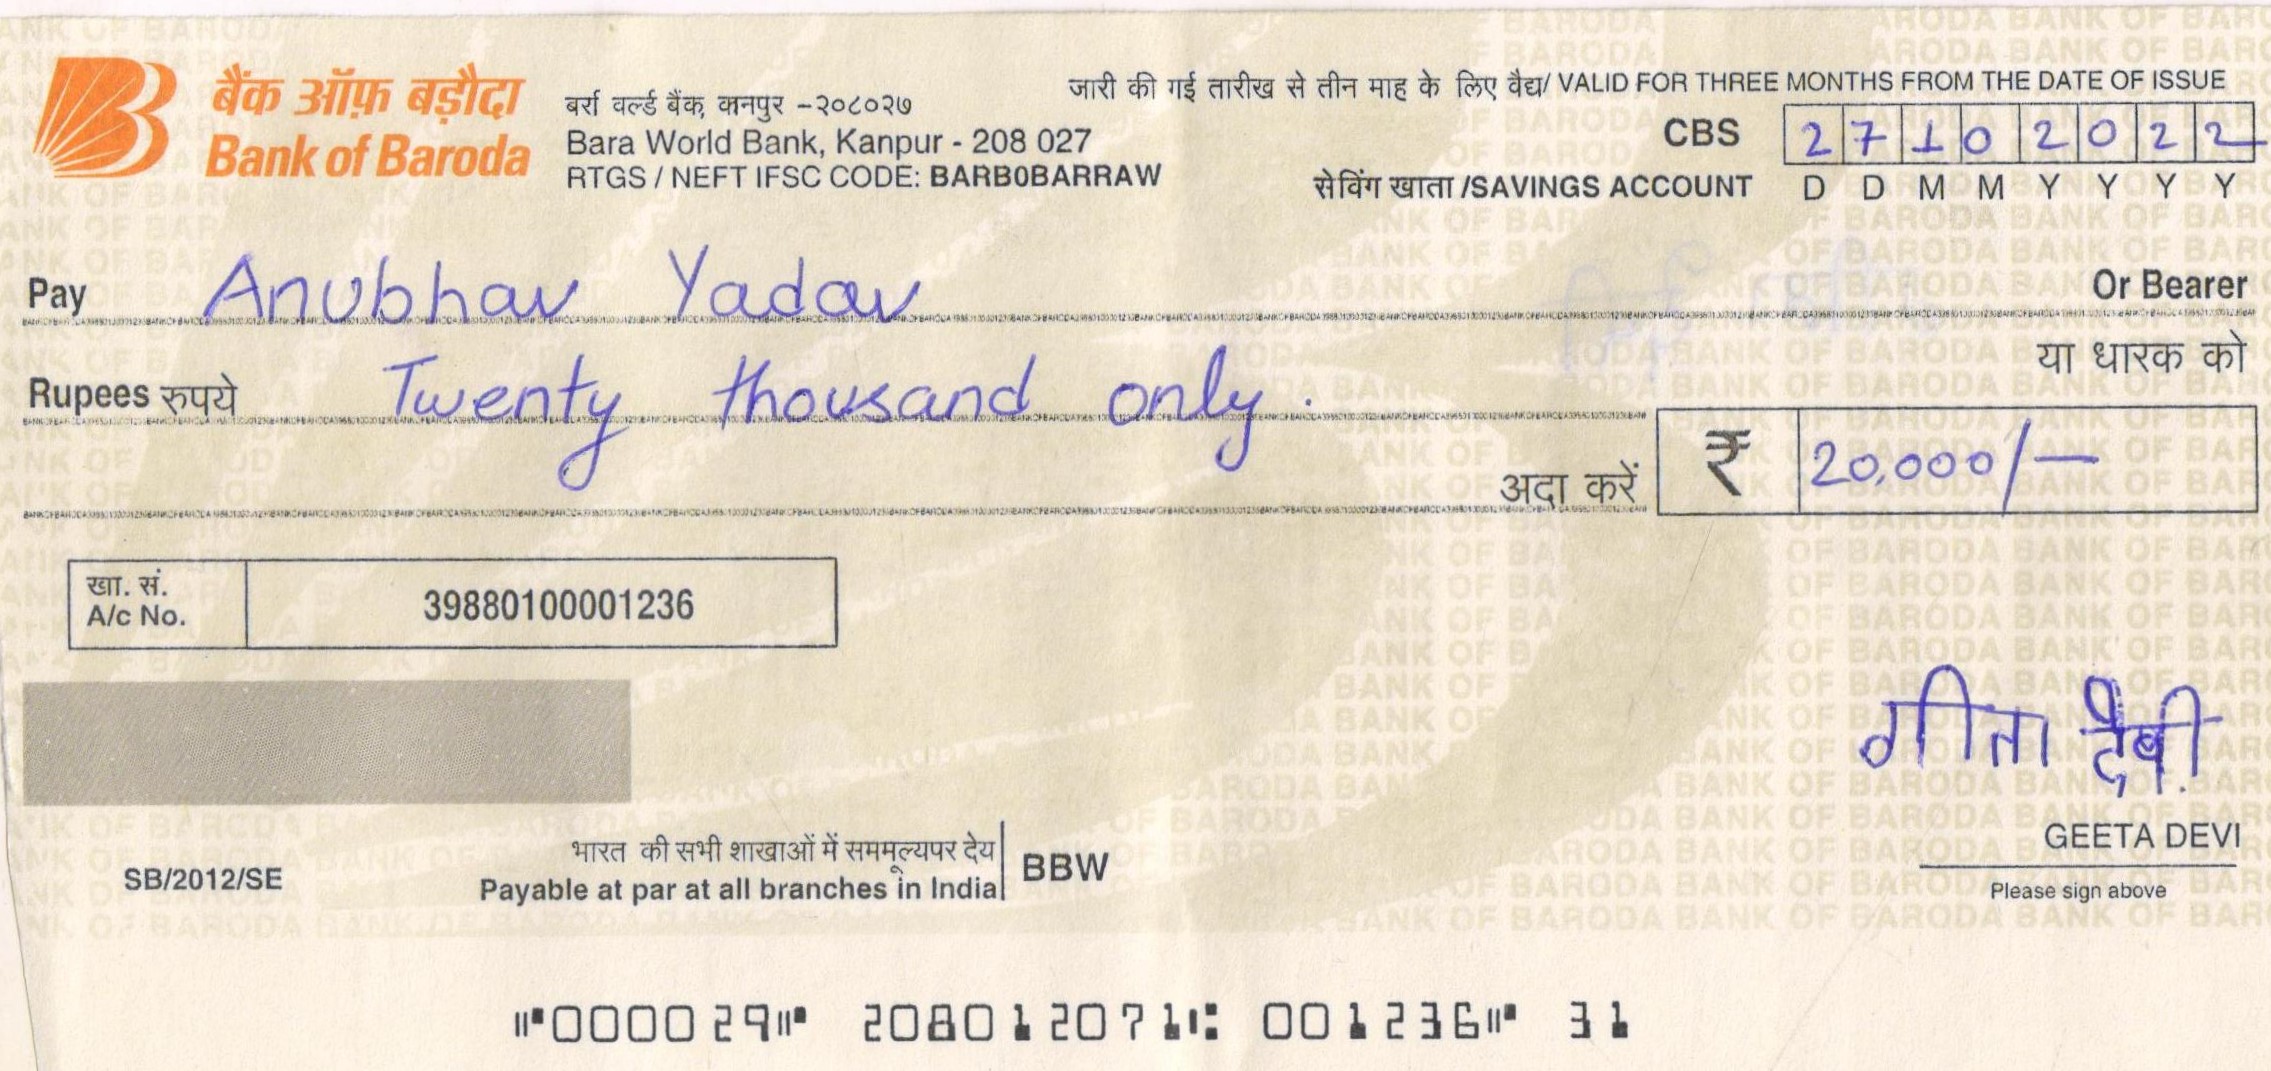 बैंक ऑफ़ बड़ौदा
Bank of Baroda
बर्रा वर्ल्ड बैंक, कानपुर -२०८०२७
Bara World Bank, Kanpur - 208 027
RTGS / NEFT IFSC CODE: BARB0BARRAW
जारी की गई तारीख से तीन माह के लिए वैद्य/ VALID FOR THREE MONTHS FROM THE DATE OF ISSUE
CBS 2 7 1 0 2 0 2 2
सेविंग खाता /SAVINGS ACCOUNT D D M M Y Y Y Y
Pay Anubhav Yadav Or Bearer
या धारक को
Rupees रुपये Twenty thousand only.
अदा करें ₹ 20,000/—
खा. सं.
A/c No. 39880100001236
गीता देवी
GEETA DEVI
Please sign above
SB/2012/SE
भारत की सभी शाखाओं में सममूल्यपर देय
Payable at par at all branches in India
BBW
⑈000029⑈ 208012071⑆ 001236⑈ 31